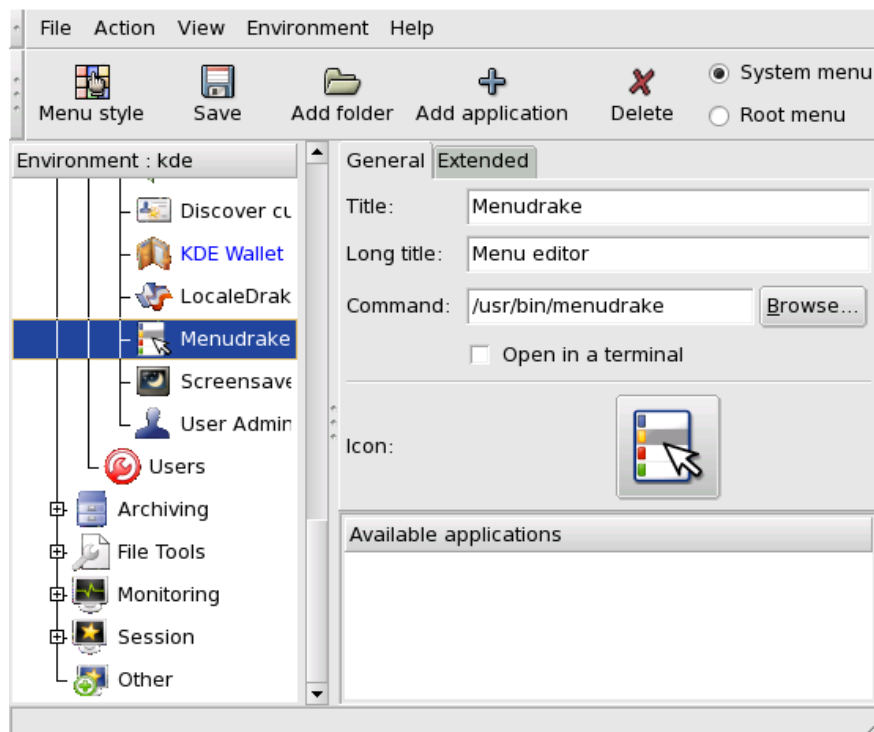 File Action View Environment Help
Menu style Save Add folder Add application Delete
System menu
Root menu
Environment : kde
Discover cu
KDE Wallet
LocaleDrak
Menudrake
Screensave
User Admin
Users
Archiving
File Tools
Monitoring
Session
Other
General Extended
Title: Menudrake
Long title: Menu editor
Command: /usr/bin/menudrake Browse...
Open in a terminal
Icon:
Available applications